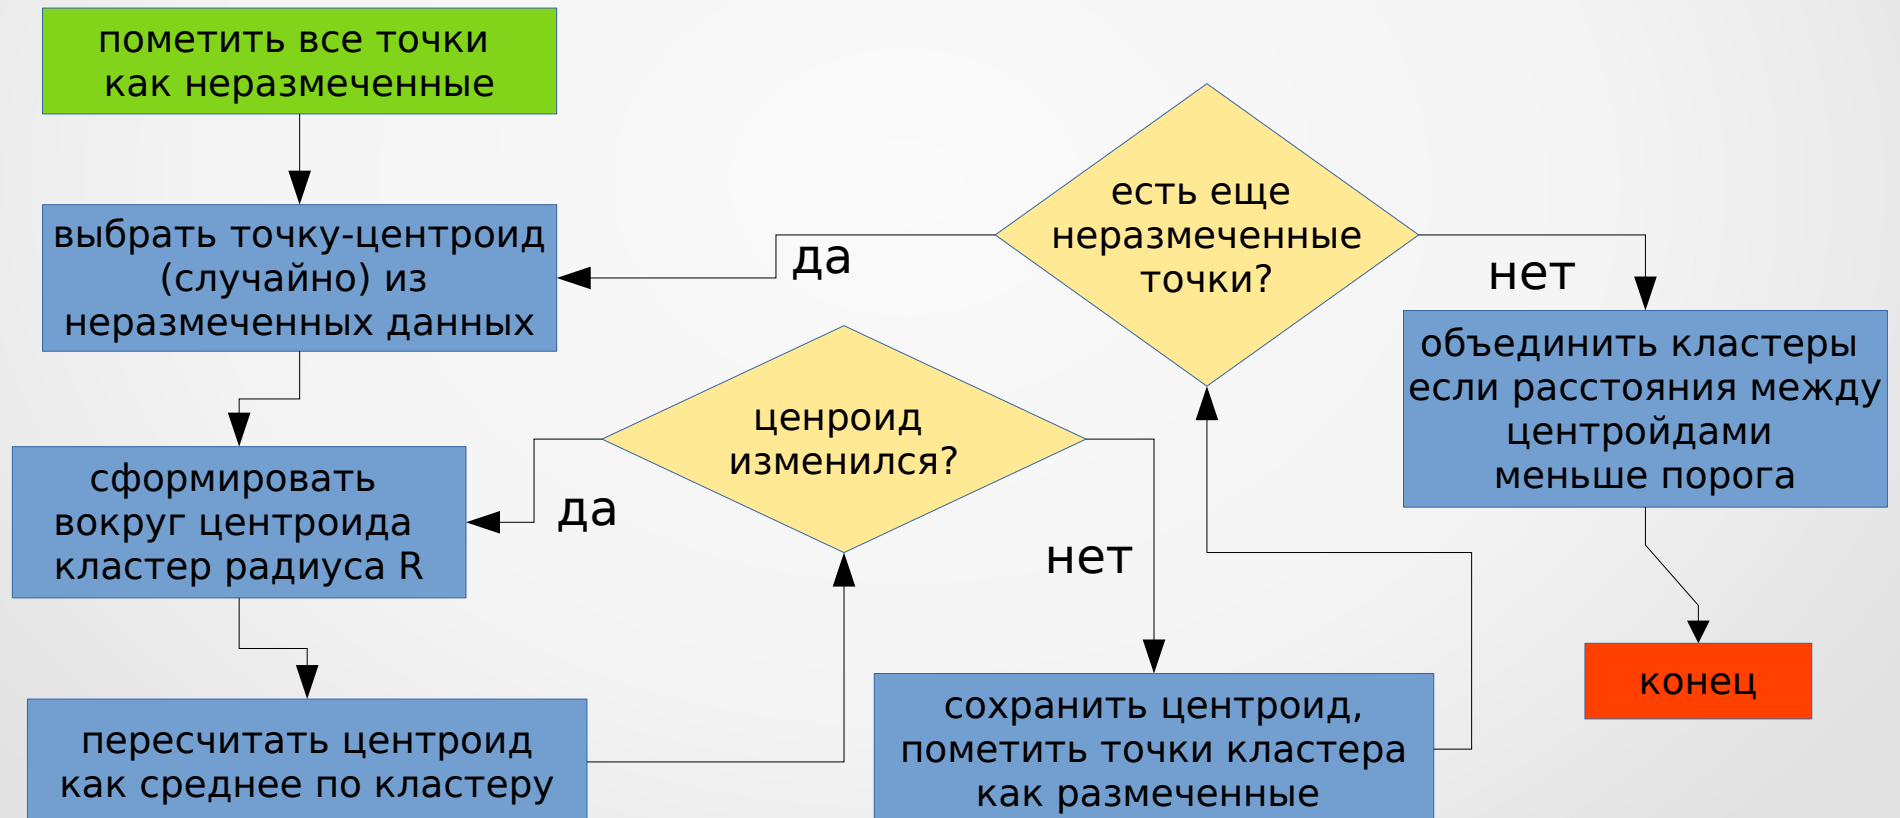 пометить все точки
как неразмеченные
выбрать точку-центроид
(случайно) из
неразмеченных данных
да
есть еще
неразмеченные
точки?
нет
объединить кластеры
если расстояния между
центройдами
меньше порога
ценроид
изменился?
да
нет
сформировать
вокруг центроида
кластер радиуса R
пересчитать центроид
как среднее по кластеру
сохранить центроид,
пометить точки кластера
как размеченные
конец